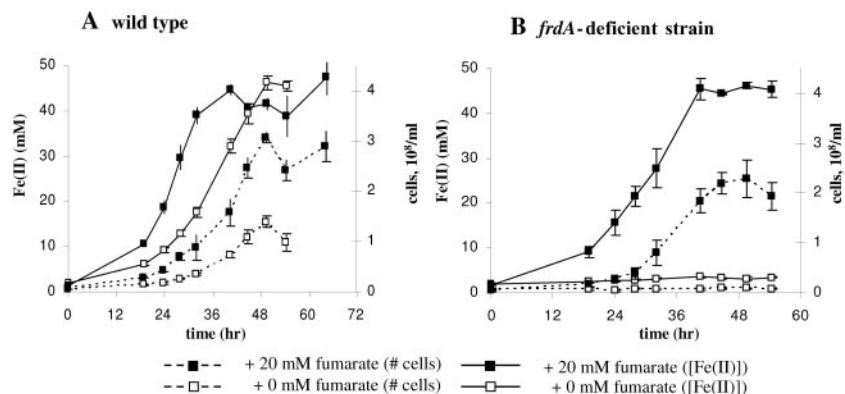 A wild type
B frdA-deficient strain
50
40
30
20
10
0
Fe(II) (mM)
4
3
2
1
0
cells, 10⁸/ml
0 12 24 36 48 60 72
time (hr)
50
40
30
20
10
0
Fe(II) (mM)
4
3
2
1
0
cells, 10⁸/ml
0 12 24 36 48 60
time (hr)
+ 20 mM fumarate (# cells)
+ 20 mM fumarate ([Fe(II)])
+ 0 mM fumarate (# cells)
+ 0 mM fumarate ([Fe(II)])